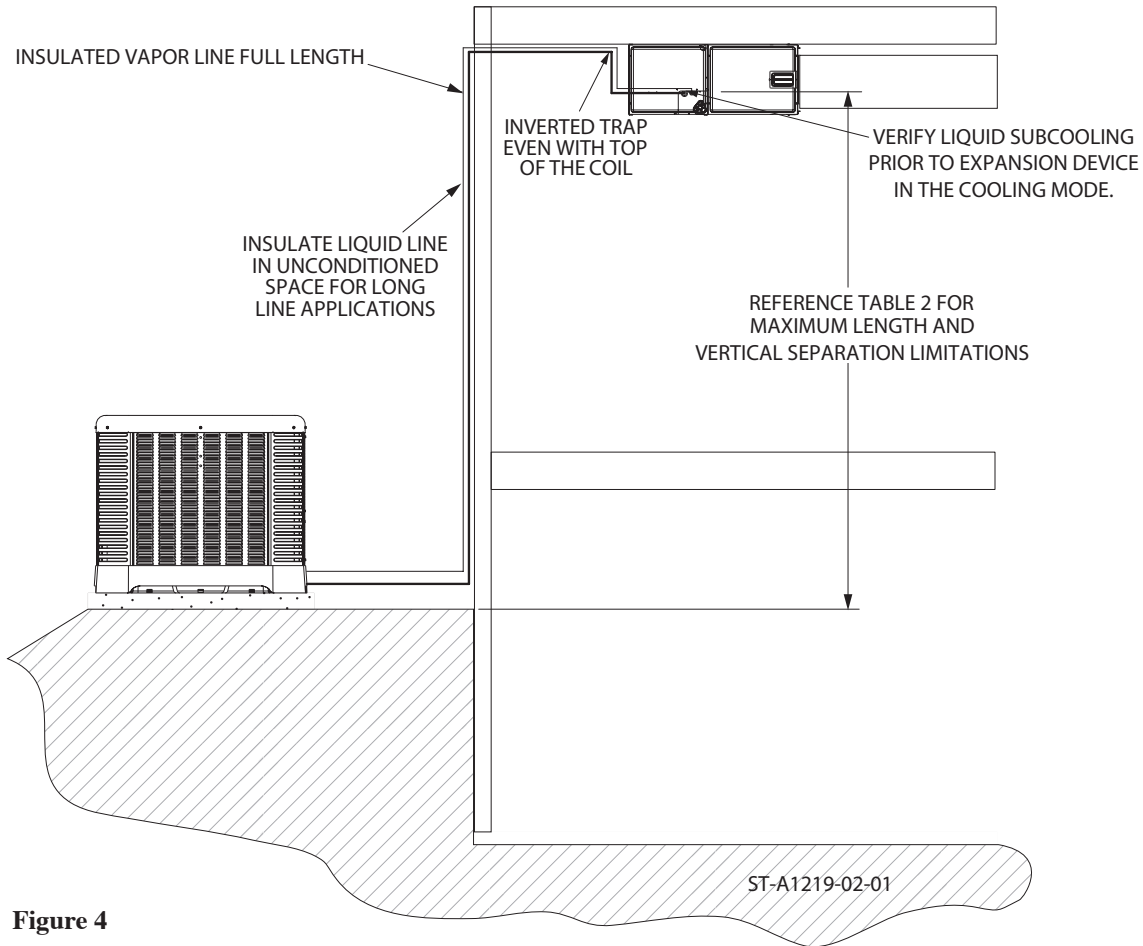 INSULATED VAPOR LINE FULL LENGTH
INVERTED TRAP
EVEN WITH TOP
OF THE COIL
VERIFY LIQUID SUBCOOLING
PRIOR TO EXPANSION DEVICE
IN THE COOLING MODE.
INSULATE LIQUID LINE
IN UNCONDITIONED
SPACE FOR LONG
LINE APPLICATIONS
REFERENCE TABLE 2 FOR
MAXIMUM LENGTH AND
VERTICAL SEPARATION LIMITATIONS
ST-A1219-02-01
Figure 4